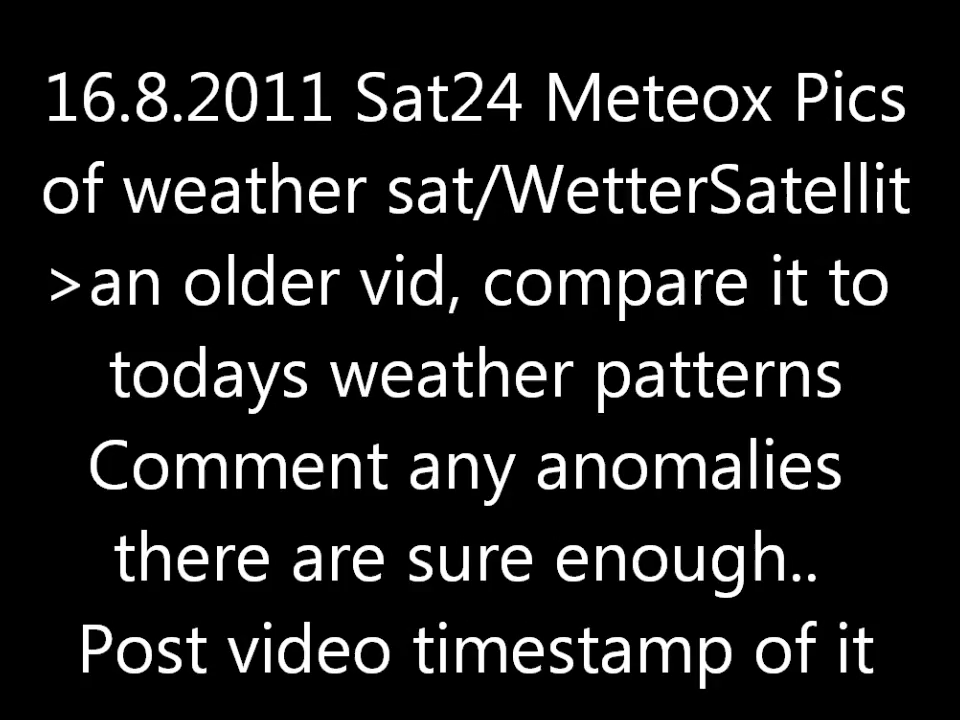 16.8.2011 Sat24 Meteox Pics
of weather sat/WetterSatellit
>an older vid, compare it to
todays weather patterns
Comment any anomalies
there are sure enough..
Post video timestamp of it